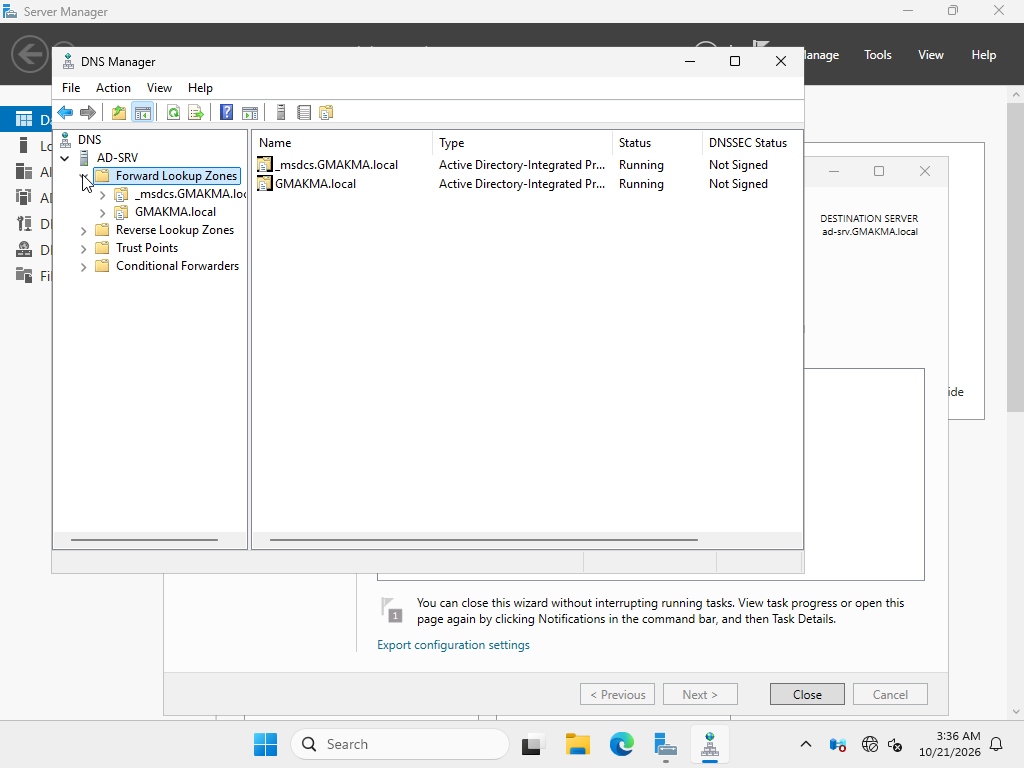 Server Manager
Manage
Tools
View
Help
DNS Manager
File
Action
View
Help
DNS
AD-SRV
Forward Lookup Zones
_msdcs.GMAKMA.loc
GMAKMA.local
Reverse Lookup Zones
Trust Points
Conditional Forwarders
Name
Type
Status
DNSSEC Status
_msdcs.GMAKMA.local
Active Directory-Integrated Pr...
Running
Not Signed
GMAKMA.local
Active Directory-Integrated Pr...
Running
Not Signed
DESTINATION SERVER
ad-srv.GMAKMA.local
ide
1
You can close this wizard without interrupting running tasks. View task progress or open this
page again by clicking Notifications in the command bar, and then Task Details.
Export configuration settings
< Previous
Next >
Close
Cancel
Search
3:36 AM
10/21/2026